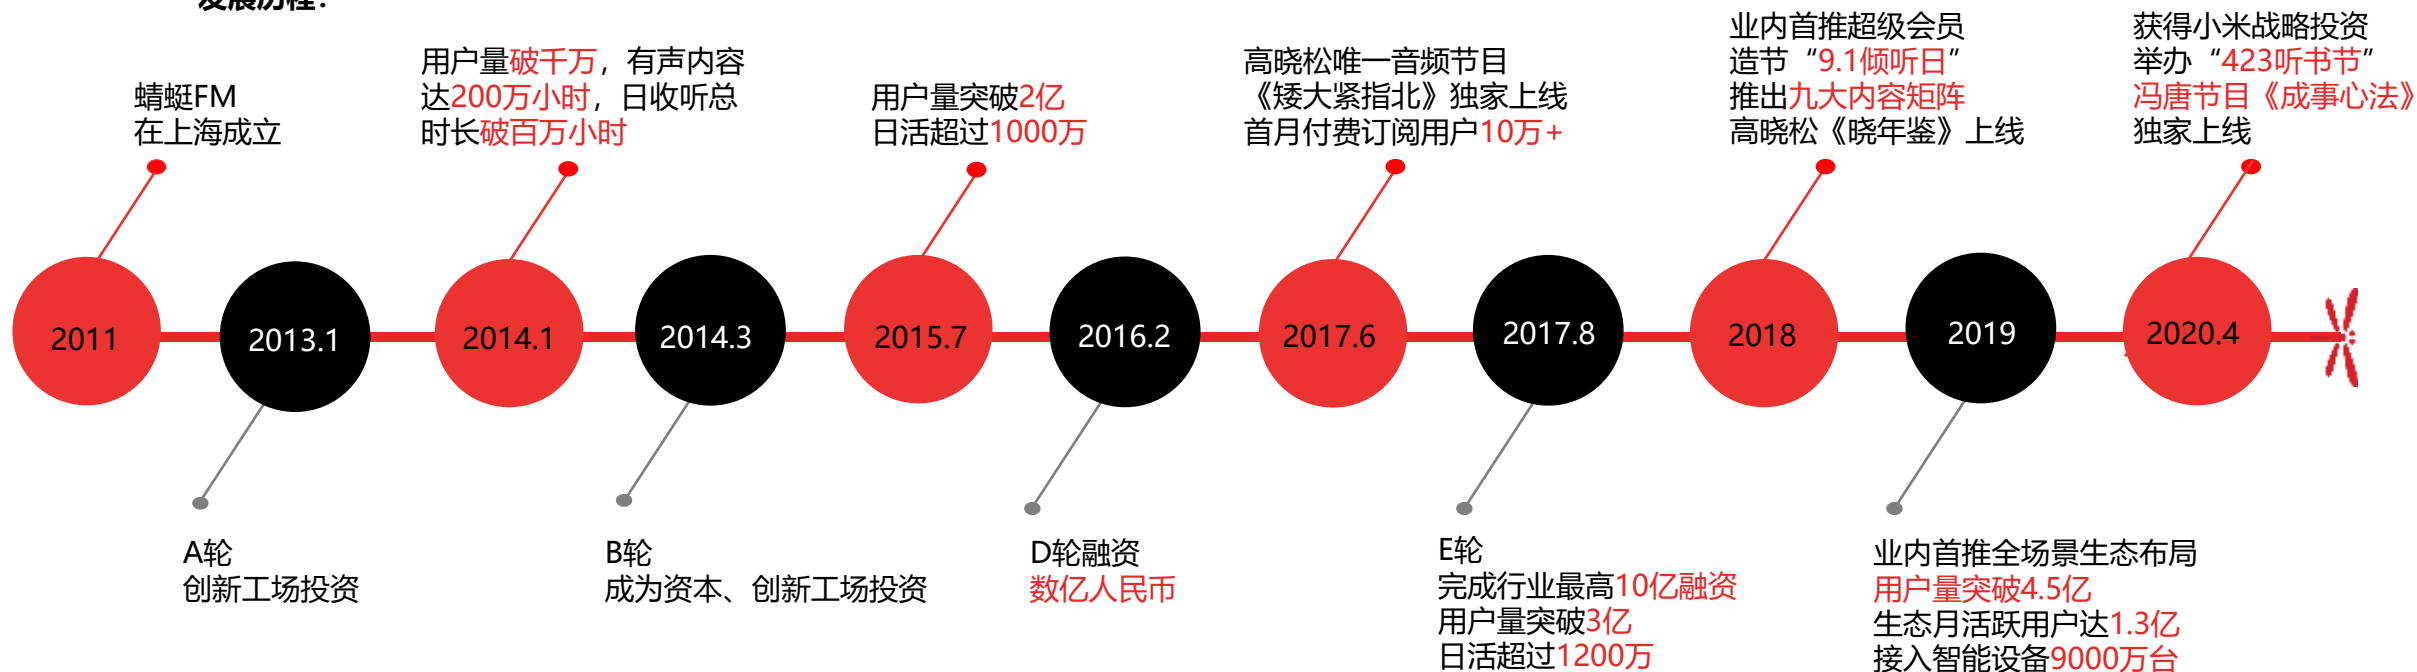 发展历程：
蜻蜓FM
在上海成立
用户量破千万，有声内容
达200万小时，日收听总
时长破百万小时
用户量突破2亿
日活超过1000万
高晓松唯一音频节目
《矮大紧指北》独家上线
首月付费订阅用户10万+
业内首推超级会员
造节“9.1倾听日”
推出九大内容矩阵
高晓松《晓年鉴》上线
获得小米战略投资
举办“423听书节”
冯唐节目《成事心法》
独家上线
2011
2013.1
2014.1
2014.3
2015.7
2016.2
2017.6
2017.8
2018
2019
2020.4
A轮
创新工场投资
B轮
成为资本、创新工场投资
D轮融资
数亿人民币
E轮
完成行业最高10亿融资
用户量突破3亿
日活超过1200万
业内首推全场景生态布局
用户量突破4.5亿
生态月活跃用户达1.3亿
接入智能设备9000万台